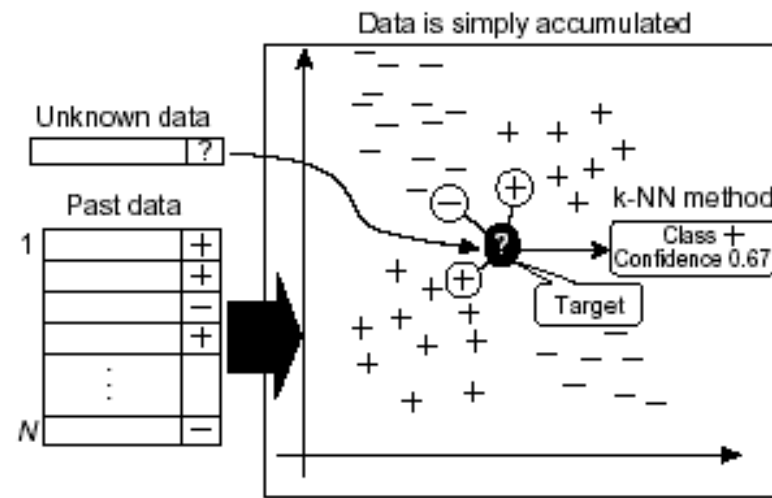 Data is simply accumulated
Unknown data
?
Past data
1
+
+
−
+
⋮
N
−
?
k-NN method
Class +
Confidence 0.67
Target